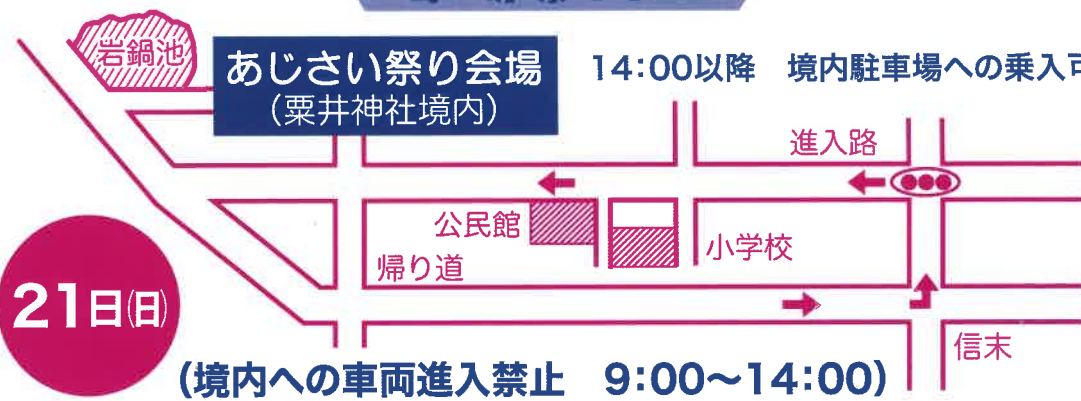 岩鍋池
あじさい祭り会場
(粟井神社境内)
14:00以降 境内駐車場への乗入可
進入路
公民館
小学校
帰り道
21日(日)
信末
(境内への車両進入禁止 9:00~14:00)